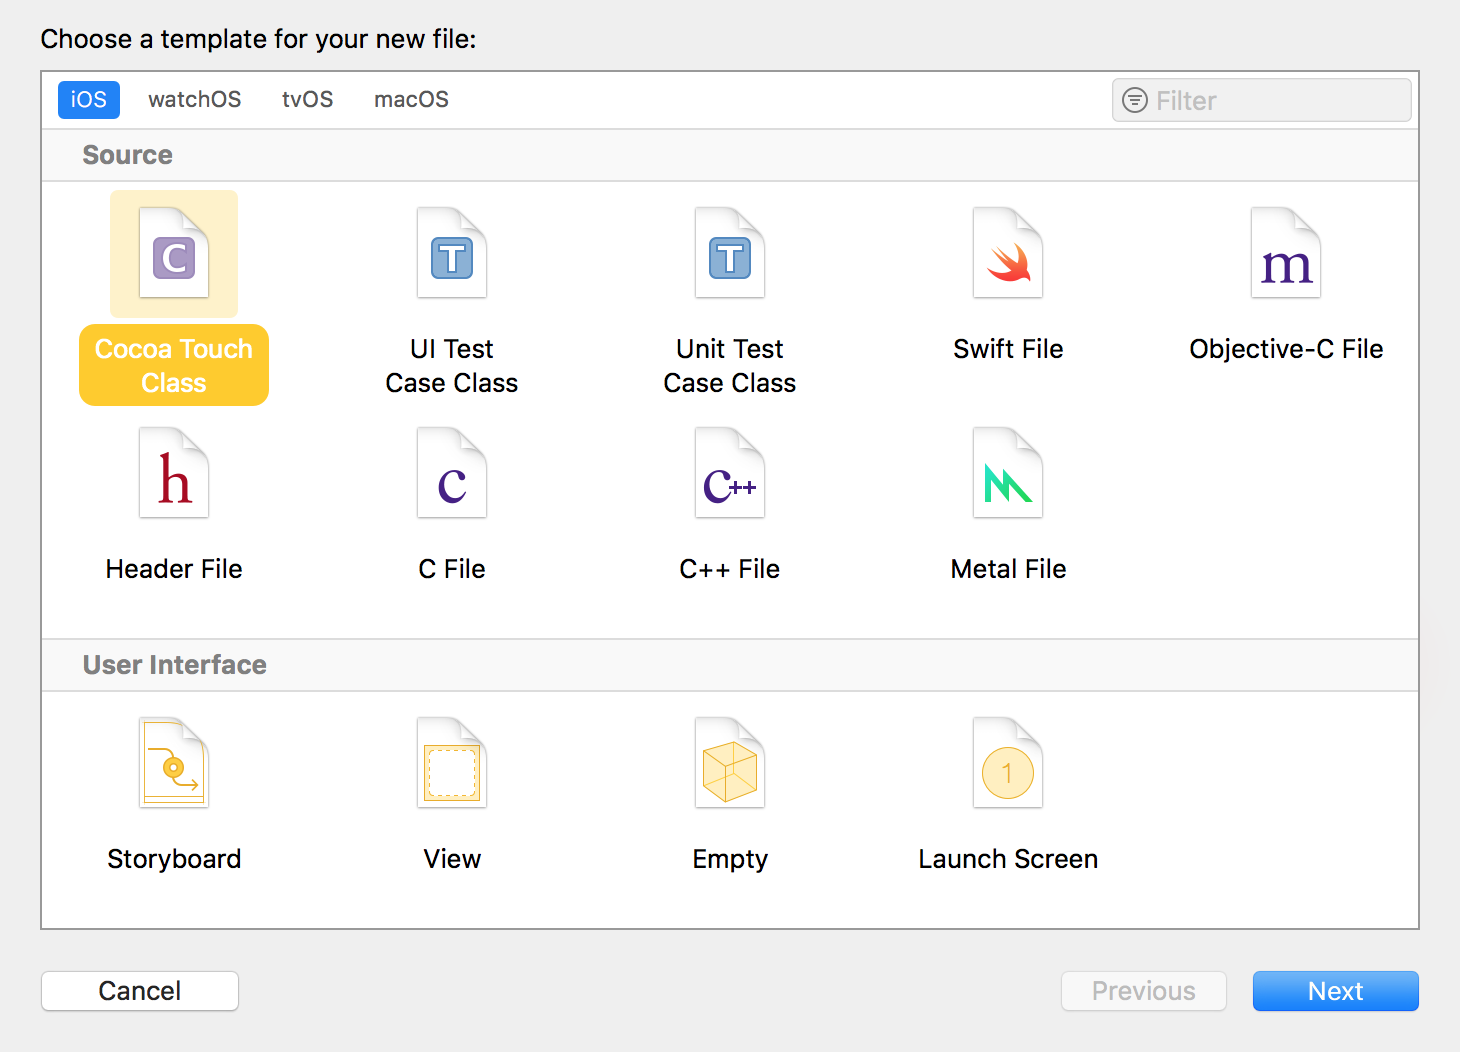 Choose a template for your new file:
iOS watchOS tvOS macOS Filter
Source
C T T m
Cocoa Touch Class
UI Test Case Class
Unit Test Case Class
Swift File
Objective-C File
h c c++
Header File
C File
C++ File
Metal File
User Interface
1
Storyboard
View
Empty
Launch Screen
Cancel Previous Next